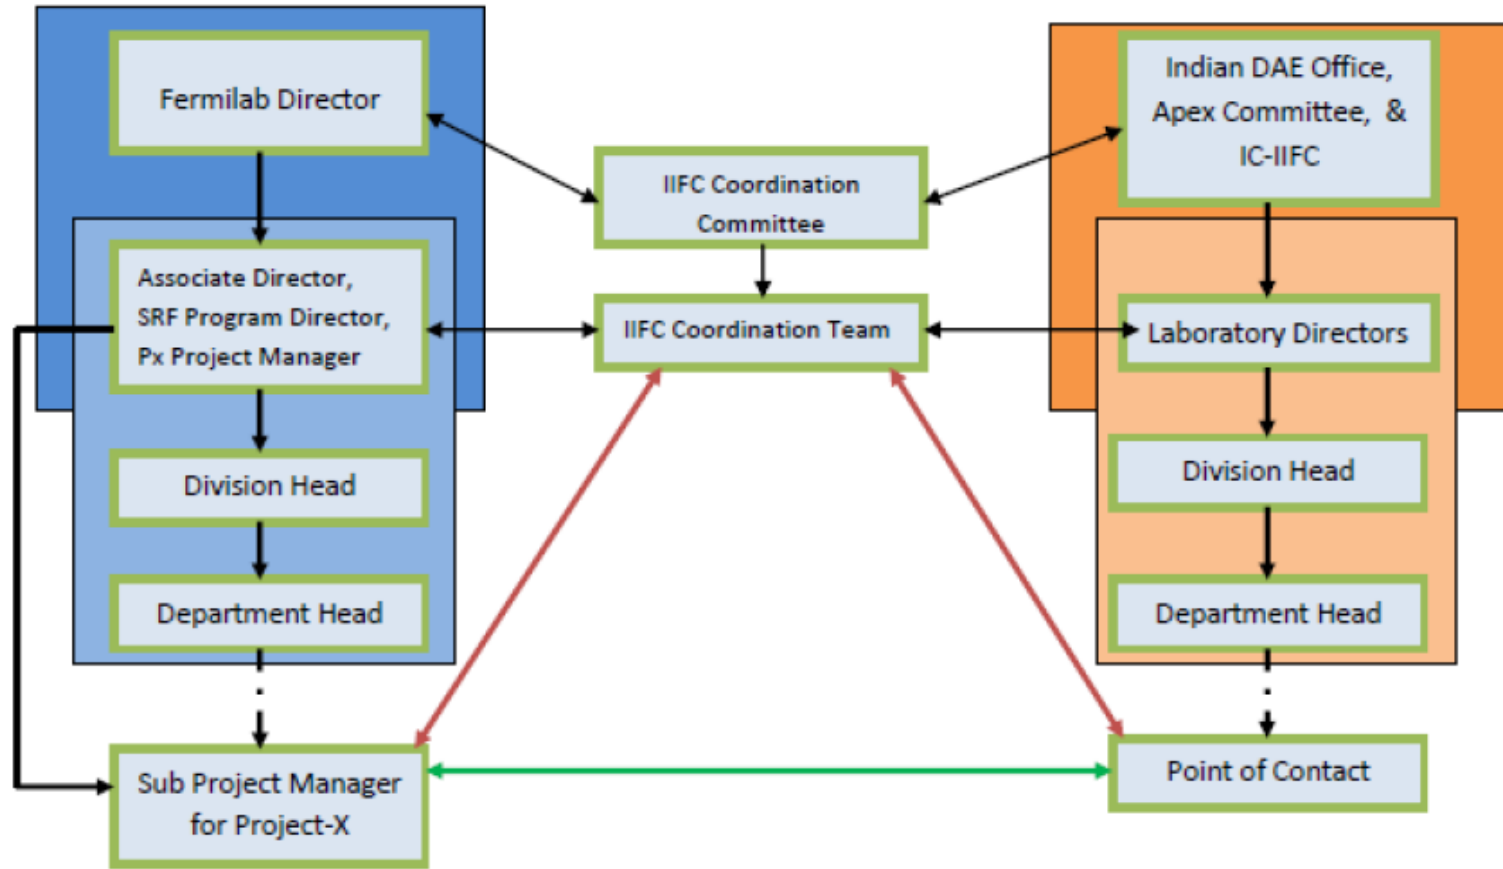 Fermilab Director
Indian DAE Office,
Apex Committee, &
IC-IIFC
IIFC Coordination
Committee
Associate Director,
SRF Program Director,
Px Project Manager
IIFC Coordination Team
Laboratory Directors
Division Head
Division Head
Department Head
Department Head
Sub Project Manager
for Project-X
Point of Contact